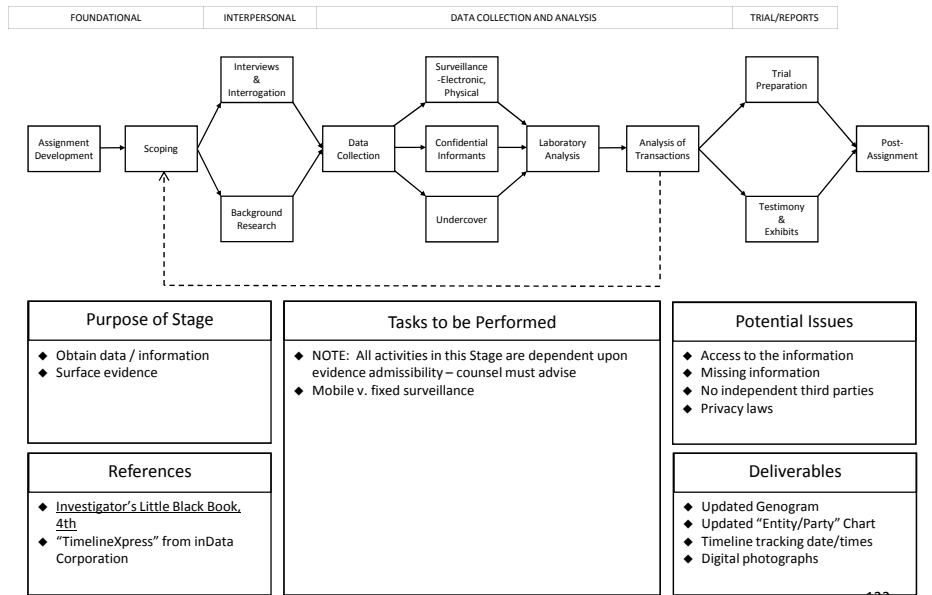 FOUNDATIONAL
INTERPERSONAL
DATA COLLECTION AND ANALYSIS
TRIAL/REPORTS
Interviews
&
Interrogation
Surveillance
-Electronic,
Physical
Trial
Preparation
Assignment
Development
Scoping
Data
Collection
Confidential
Informants
Laboratory
Analysis
Analysis of
Transactions
Post-
Assignment
Background
Research
Undercover
Testimony
&
Exhibits
Purpose of Stage
◆ Obtain data / information
◆ Surface evidence
Tasks to be Performed
◆ NOTE: All activities in this Stage are dependent upon
evidence admissibility – counsel must advise
◆ Mobile v. fixed surveillance
Potential Issues
◆ Access to the information
◆ Missing information
◆ No independent third parties
◆ Privacy laws
References
◆ Investigator's Little Black Book,
4th
◆ "TimelineXpress" from inData
Corporation
Deliverables
◆ Updated Genogram
◆ Updated "Entity/Party" Chart
◆ Timeline tracking date/times
◆ Digital photographs